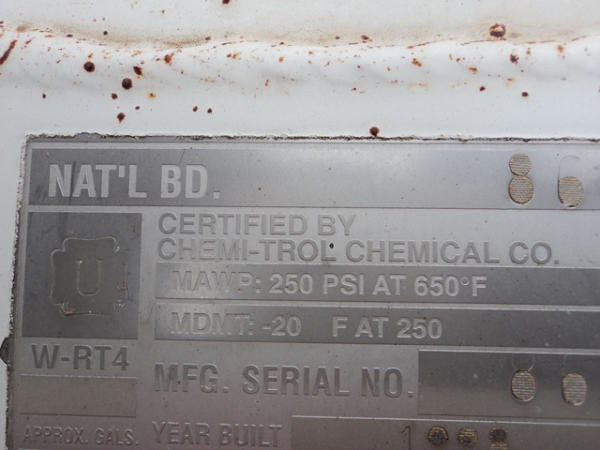 NAT'L BD. 86
CERTIFIED BY
CHEMI-TROL CHEMICAL CO.
U
MAWP: 250 PSI AT 650°F
MDMT: -20 F AT 250
W-RT4
MFG. SERIAL NO.
APPROX. GALS. YEAR BUILT